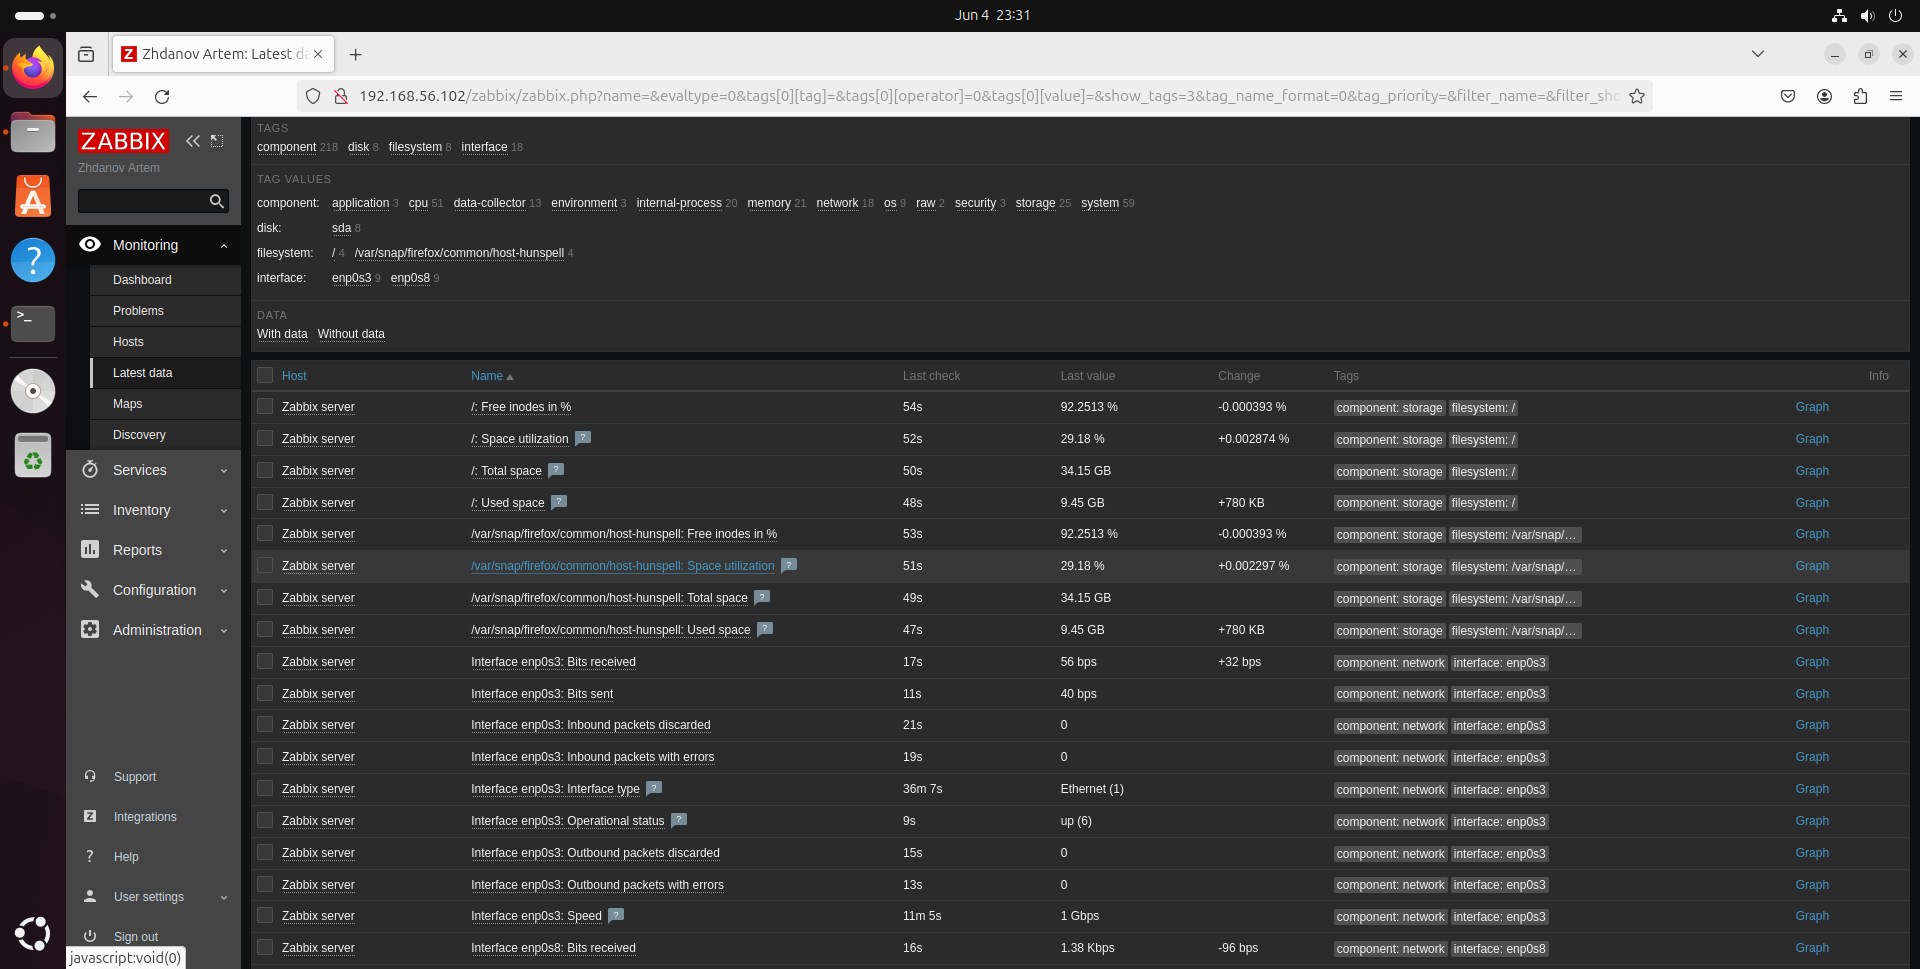 Jun 4 23:31
Zhdanov Artem: Latest da
192.168.56.102/zabbix/zabbix.php?name=&evaltype=0&tags[0][tag]=&tags[0][operator]=0&tags[0][value]=&show_tags=3&tag_name_format=0&tag_priority=&filter_name=&filter_sho
ZABBIX
Zhdanov Artem
Monitoring
Dashboard
Problems
Hosts
Latest data
Maps
Discovery
Services
Inventory
Reports
Configuration
Administration
Support
Integrations
Help
User settings
Sign out
javascript:void(0)
TAGS
component 218 disk 8 filesystem 8 interface 18
TAG VALUES
component: application 3 cpu 51 data-collector 13 environment 3 internal-process 20 memory 21 network 18 os 9 raw 2 security 3 storage 25 system 59
disk: sda 8
filesystem: / 4 /var/snap/firefox/common/host-hunspell 4
interface: enp0s3 9 enp0s8 9
DATA
With data Without data
Host Name Last check Last value Change Tags Info
Zabbix server /: Free inodes in % 54s 92.2513 % -0.000393 % component: storage filesystem: / Graph
Zabbix server /: Space utilization ? 52s 29.18 % +0.002874 % component: storage filesystem: / Graph
Zabbix server /: Total space ? 50s 34.15 GB component: storage filesystem: / Graph
Zabbix server /: Used space ? 48s 9.45 GB +780 KB component: storage filesystem: / Graph
Zabbix server /var/snap/firefox/common/host-hunspell: Free inodes in % 53s 92.2513 % -0.000393 % component: storage filesystem: /var/snap/... Graph
Zabbix server /var/snap/firefox/common/host-hunspell: Space utilization ? 51s 29.18 % +0.002297 % component: storage filesystem: /var/snap/... Graph
Zabbix server /var/snap/firefox/common/host-hunspell: Total space ? 49s 34.15 GB component: storage filesystem: /var/snap/... Graph
Zabbix server /var/snap/firefox/common/host-hunspell: Used space ? 47s 9.45 GB +780 KB component: storage filesystem: /var/snap/... Graph
Zabbix server Interface enp0s3: Bits received 17s 56 bps +32 bps component: network interface: enp0s3 Graph
Zabbix server Interface enp0s3: Bits sent 11s 40 bps component: network interface: enp0s3 Graph
Zabbix server Interface enp0s3: Inbound packets discarded 21s 0 component: network interface: enp0s3 Graph
Zabbix server Interface enp0s3: Inbound packets with errors 19s 0 component: network interface: enp0s3 Graph
Zabbix server Interface enp0s3: Interface type ? 36m 7s Ethernet (1) component: network interface: enp0s3 Graph
Zabbix server Interface enp0s3: Operational status ? 9s up (6) component: network interface: enp0s3 Graph
Zabbix server Interface enp0s3: Outbound packets discarded 15s 0 component: network interface: enp0s3 Graph
Zabbix server Interface enp0s3: Outbound packets with errors 13s 0 component: network interface: enp0s3 Graph
Zabbix server Interface enp0s3: Speed ? 11m 5s 1 Gbps component: network interface: enp0s3 Graph
Zabbix server Interface enp0s8: Bits received 16s 1.38 Kbps -96 bps component: network interface: enp0s8 Graph